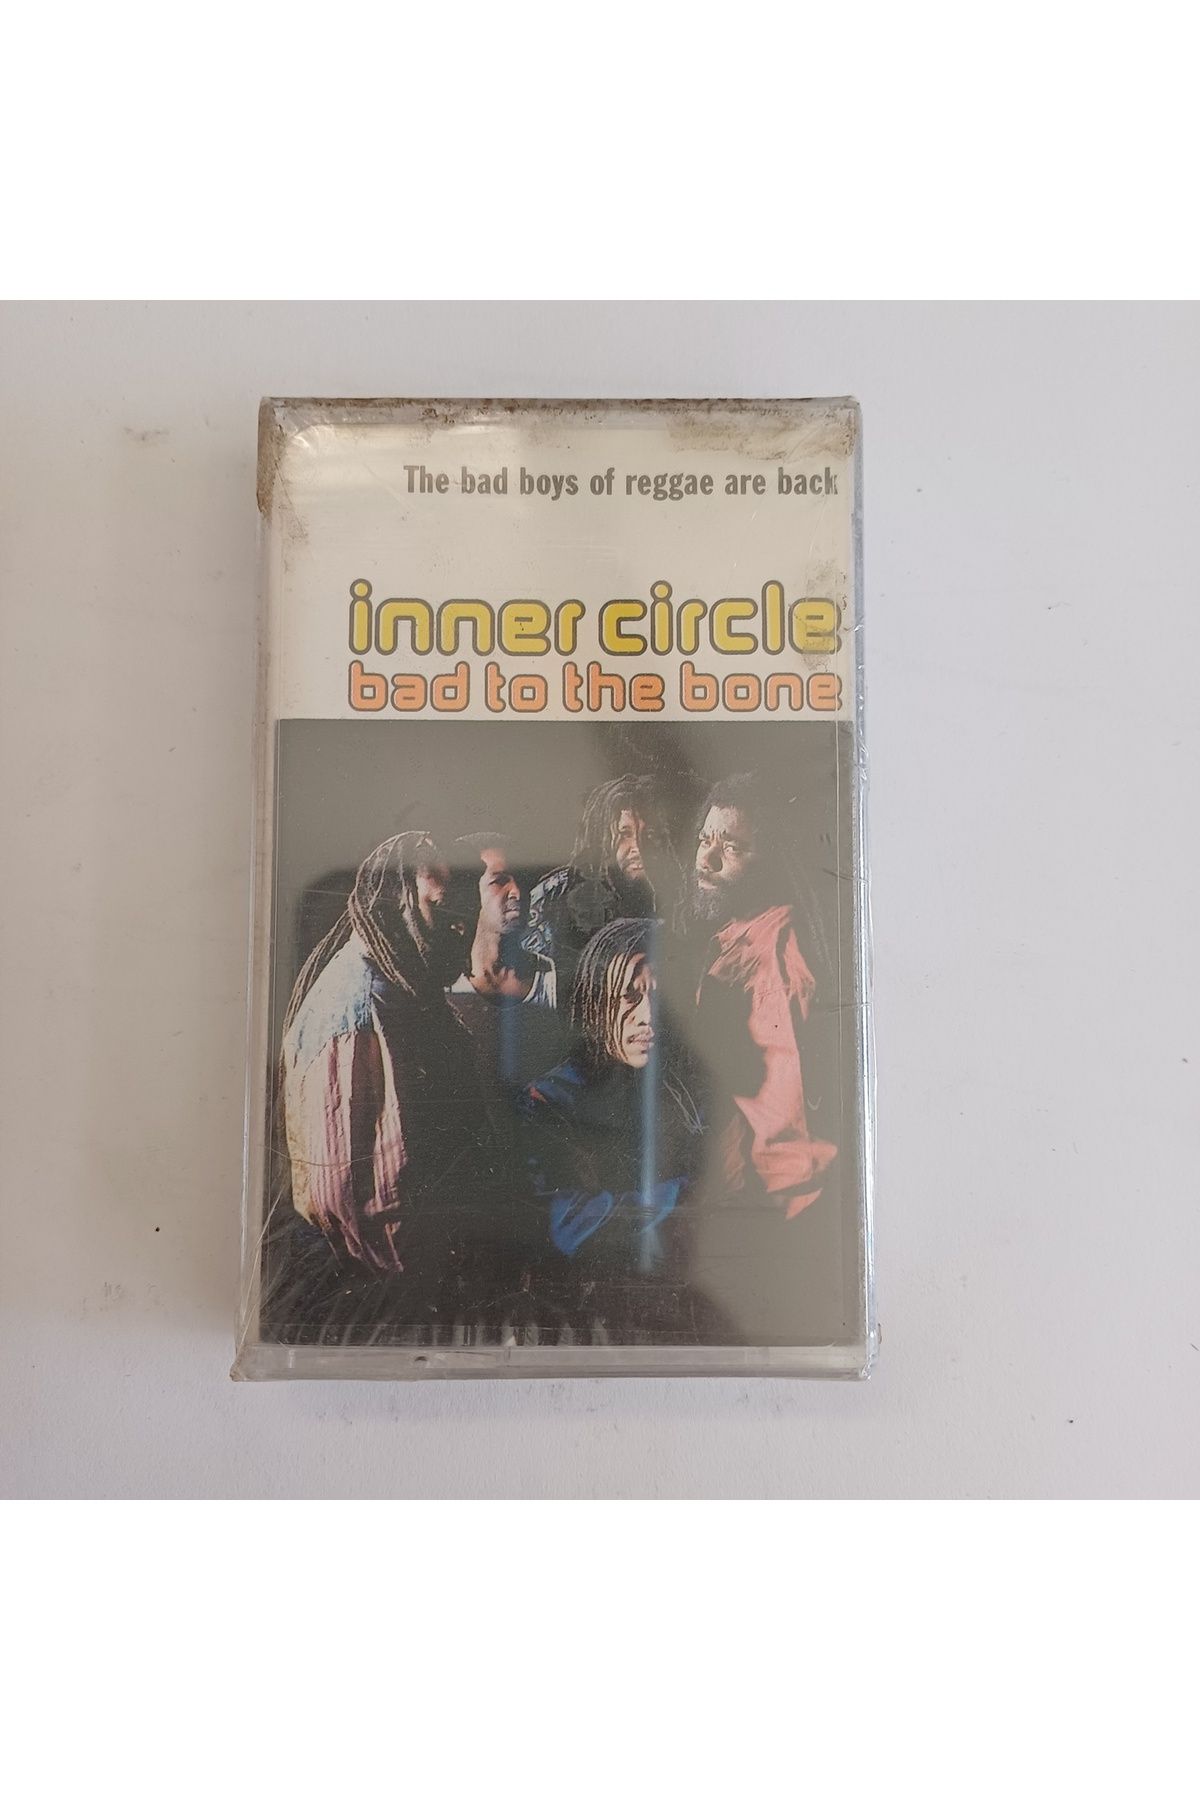 The bad boys of reggae are back
inner circle
bad to the bone